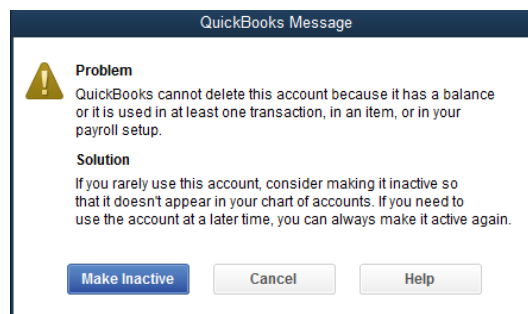 QuickBooks Message
Problem
QuickBooks cannot delete this account because it has a balance
or it is used in at least one transaction, in an item, or in your
payroll setup.
Solution
If you rarely use this account, consider making it inactive so
that it doesn't appear in your chart of accounts. If you need to
use the account at a later time, you can always make it active again.
Make Inactive
Cancel
Help